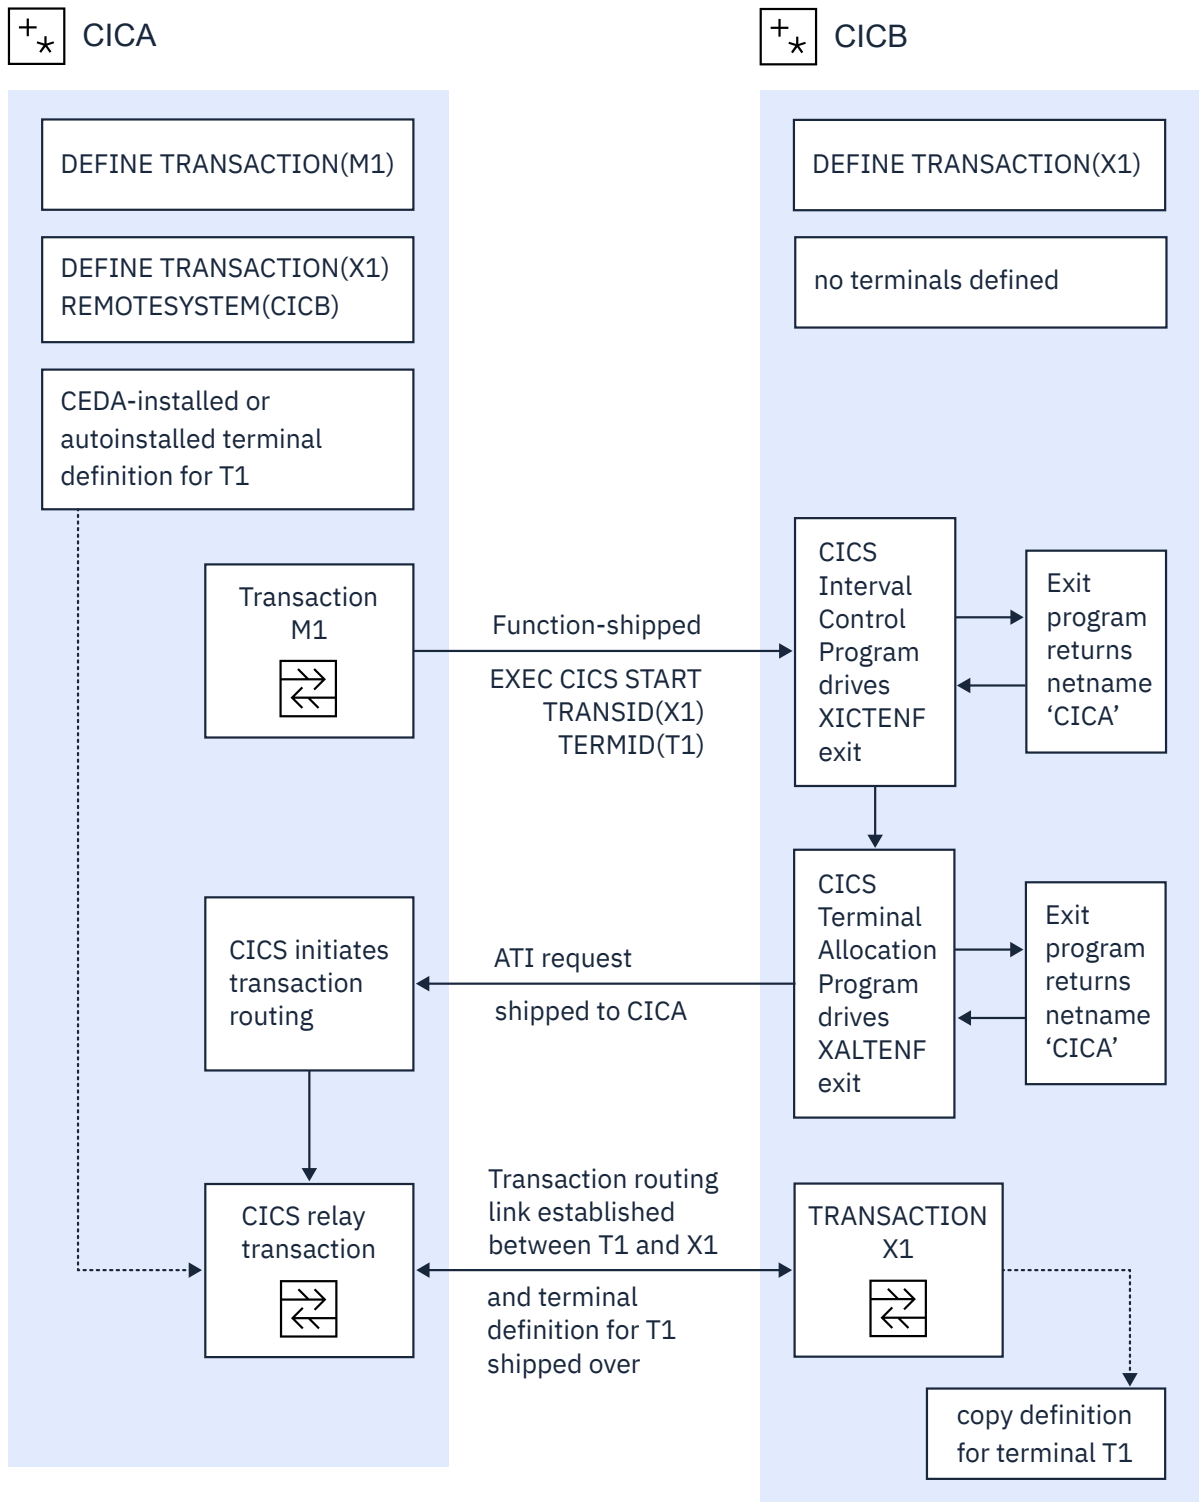 CICA
CICB
DEFINE TRANSACTION(M1)
DEFINE TRANSACTION(X1)
REMOTESYSTEM(CICB)
CEDA-installed or
autoinstalled terminal
definition for T1
DEFINE TRANSACTION(X1)
no terminals defined
Transaction
M1
Function-shipped
EXEC CICS START
TRANSID(X1)
TERMID(T1)
CICS
Interval
Control
Program
drives
XICTENF
exit
Exit
program
returns
netname
‘CICA’
CICS
Terminal
Allocation
Program
drives
XALTENF
exit
Exit
program
returns
netname
‘CICA’
ATI request
shipped to CICA
CICS initiates
transaction
routing
CICS relay
transaction
Transaction routing
link established
between T1 and X1
and terminal
definition for T1
shipped over
TRANSACTION
X1
copy definition
for terminal T1